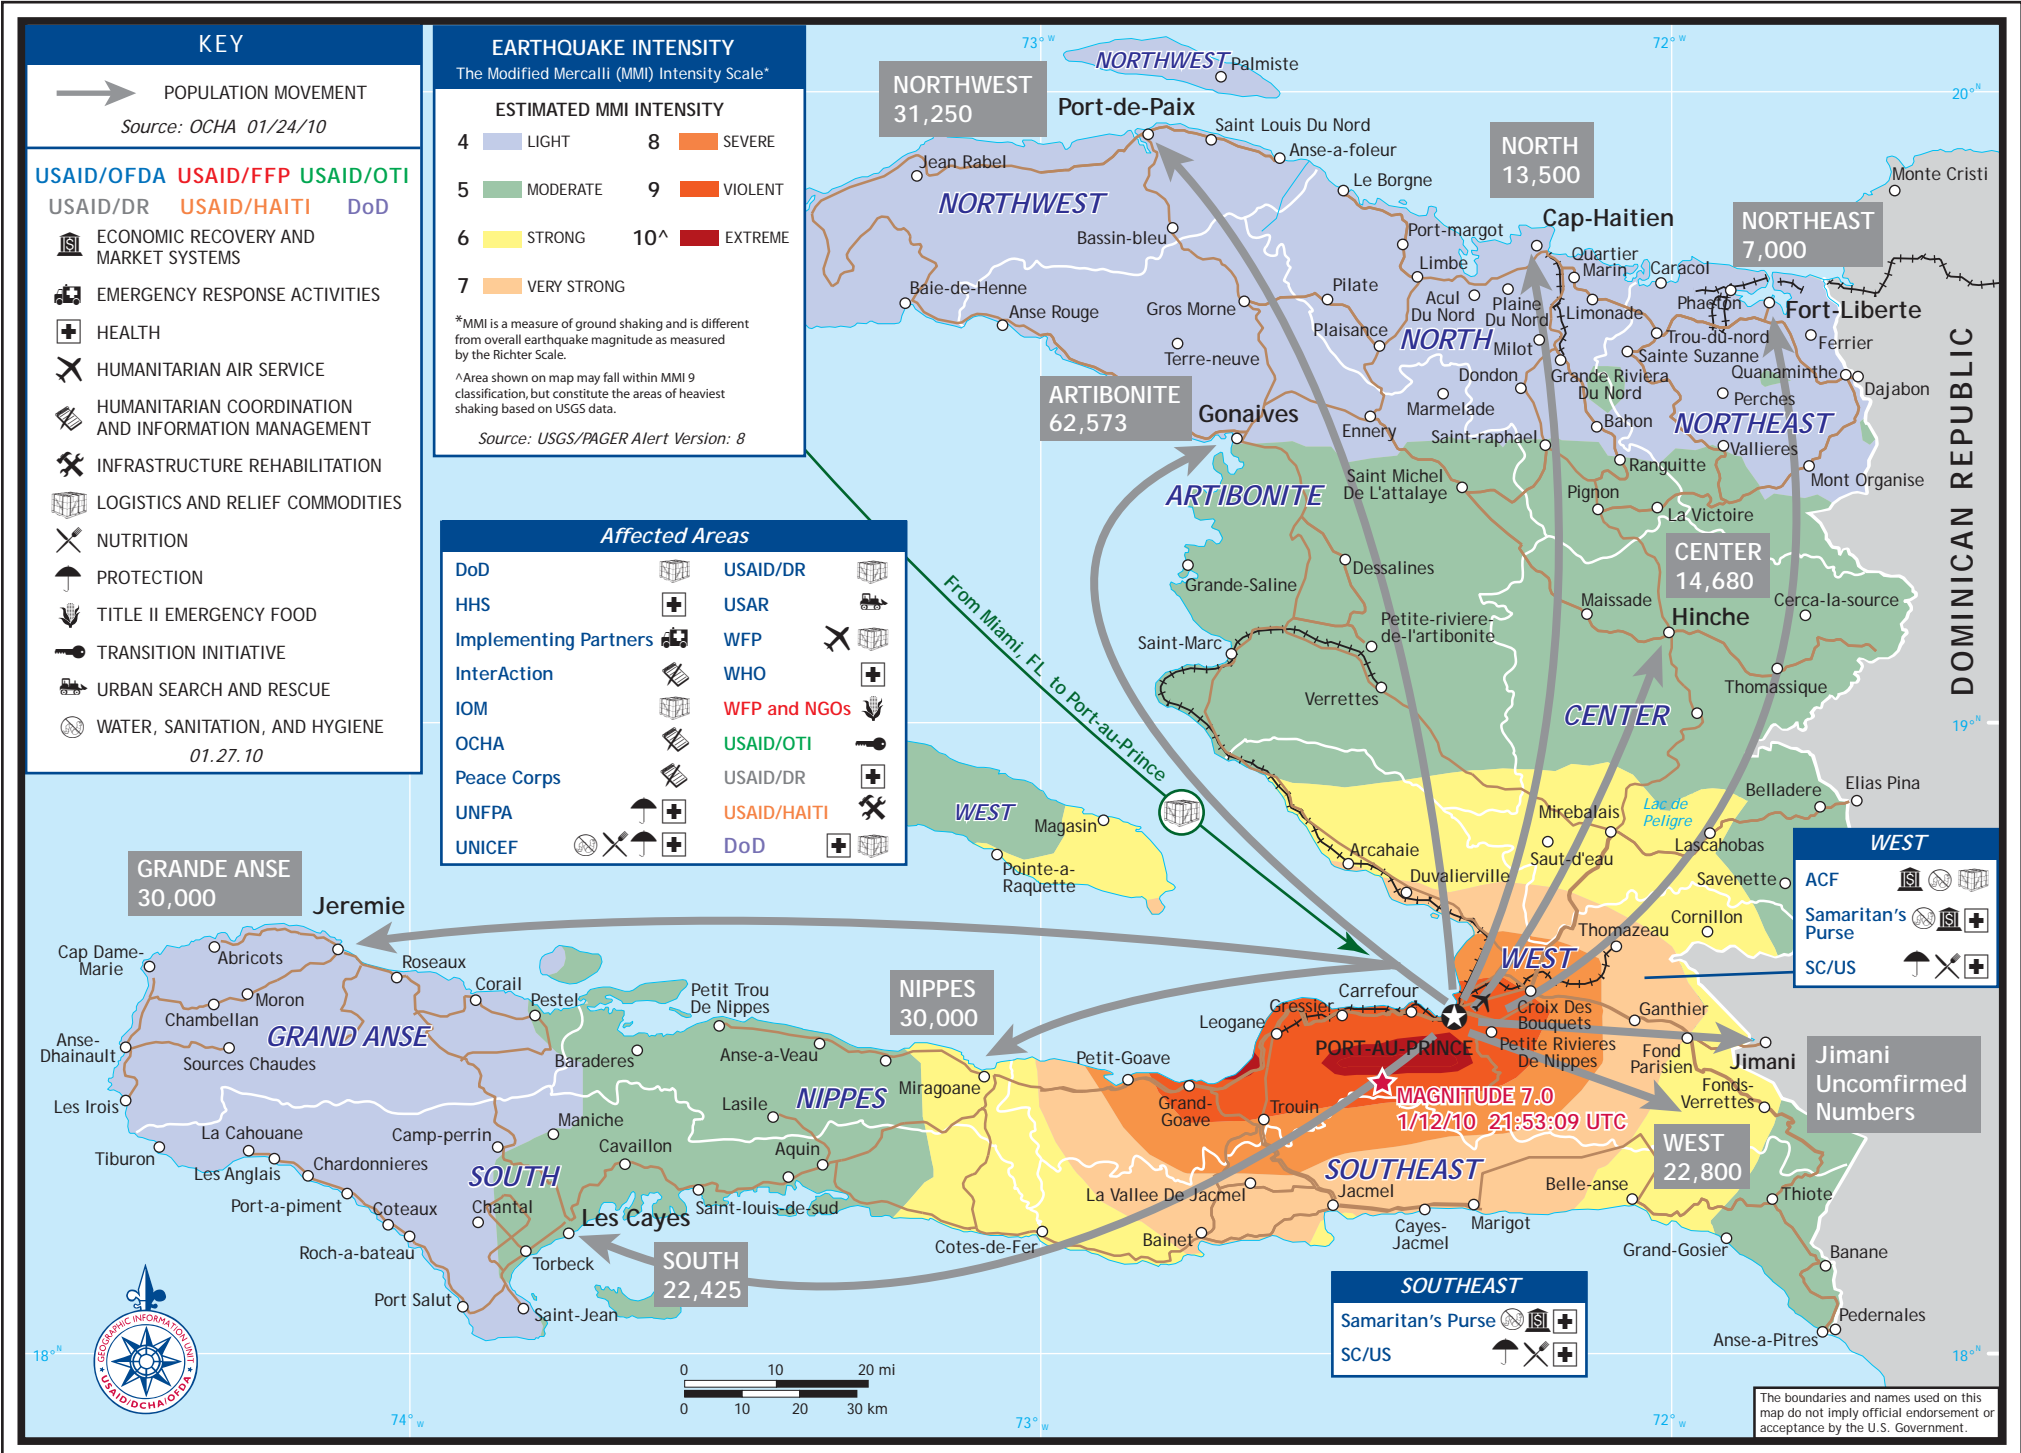 KEY
POPULATION MOVEMENT
Source: OCHA 01/24/10
USAID/OFDA USAID/FFP USAID/OTI
USAID/DR USAID/HAITI DoD
ECONOMIC RECOVERY AND
MARKET SYSTEMS
EMERGENCY RESPONSE ACTIVITIES
HEALTH
HUMANITARIAN AIR SERVICE
HUMANITARIAN COORDINATION
AND INFORMATION MANAGEMENT
INFRASTRUCTURE REHABILITATION
LOGISTICS AND RELIEF COMMODITIES
NUTRITION
PROTECTION
TITLE II EMERGENCY FOOD
TRANSITION INITIATIVE
URBAN SEARCH AND RESCUE
WATER, SANITATION, AND HYGIENE
01.27.10
EARTHQUAKE INTENSITY
The Modified Mercalli (MMI) Intensity Scale*
ESTIMATED MMI INTENSITY
4 LIGHT 8 SEVERE
5 MODERATE 9 VIOLENT
6 STRONG 10^ EXTREME
7 VERY STRONG
*MMI is a measure of ground shaking and is different
from overall earthquake magnitude as measured
by the Richter Scale.
^Area shown on map may fall within MMI 9
classification, but constitute the areas of heaviest
shaking based on USGS data.
Source: USGS/PAGER Alert Version: 8
Affected Areas
DoD USAID/DR
HHS USAR
Implementing Partners WFP
InterAction WHO
IOM WFP and NGOs
OCHA USAID/OTI
Peace Corps USAID/DR
UNFPA USAID/HAITI
UNICEF DoD
From Miami, FL to Port-au-Prince
73° W
72° W
20° N
NORTHWEST
Palmiste
NORTHWEST
31,250
Port-de-Paix
Saint Louis Du Nord
Anse-a-foleur
Jean Rabel
Le Borgne
NORTHWEST
Bassin-bleu
Port-margot
NORTH
13,500
Cap-Haitien
Monte Cristi
NORTHEAST
7,000
Quartier
Marin
Caracol
Limbe
Pilate
Baie-de-Henne
Anse Rouge
Gros Morne
Acul
Du Nord
Plaine
Du Nord
Limonade
Phaeton
Fort-Liberte
Plaisance
NORTH
Milot
Trou-du-nord
Sainte Suzanne
Ferrier
Terre-neuve
Dondon
Grande Riviera
Du Nord
Quanaminthe
Dajabon
ARTIBONITE
62,573
Gonaives
Marmelade
Perches
Ennery
Saint-raphael
Bahon
NORTHEAST
Vallieres
Ranguitte
Mont Organise
ARTIBONITE
Saint Michel
De L'attalaye
Pignon
La Victoire
DOMINICAN REPUBLIC
CENTER
14,680
Grande-Saline
Dessalines
Maissade
Hinche
Cerca-la-source
Petite-riviere-
de-l'artibonite
Saint-Marc
Verrettes
Thomassique
CENTER
19° N
WEST
Magasin
Pointe-a-
Raquette
Mirebalais
Lac de
Peligre
Belladere
Elias Pina
Arcahaie
Saut-d'eau
Lascahobas
Duvalierville
Savenette
Cornillon
Thomazeau
WEST
WEST
ACF
Samaritan's
Purse
SC/US
GRANDE ANSE
30,000
Jeremie
Cap Dame-
Marie
Abricots
Roseaux
Corail
Moron
Chambellan
Pestel
Petit Trou
De Nippes
NIPPES
30,000
GRAND ANSE
Anse-
Dhainault
Sources Chaudes
Baraderes
Anse-a-Veau
Miragoane
Petit-Goave
Leogane
Gressier
Carrefour
Croix Des
Bouquets
Ganthier
PORT-AU-PRINCE
Petite Rivieres
De Nippes
Fond
Parisien
Jimani
Jimani
Uncomfirmed
Numbers
Les Irois
Lasile
NIPPES
Grand-
Goave
Trouin
MAGNITUDE 7.0
1/12/10 21:53:09 UTC
Fonds-
Verrettes
La Cahouane
Camp-perrin
Maniche
Cavaillon
Aquin
WEST
22,800
Tiburon
Les Anglais
Chardonnieres
SOUTH
SOUTHEAST
Port-a-piment
Coteaux
Chantal
Les Cayes
Saint-louis-de-sud
La Vallee De Jacmel
Jacmel
Belle-anse
Thiote
Roch-a-bateau
Torbeck
SOUTH
22,425
Cotes-de-Fer
Bainet
Cayes-
Jacmel
Marigot
Grand-Gosier
Banane
Port Salut
Saint-Jean
SOUTHEAST
Samaritan's Purse
SC/US
Pedernales
Anse-a-Pitres
18° N
18° N
GEOGRAPHIC INFORMATION UNIT
USAID/DCHA/OFDA
0 10 20 mi
0 10 20 30 km
74° W
73° W
72° W
The boundaries and names used on this
map do not imply official endorsement or
acceptance by the U.S. Government.